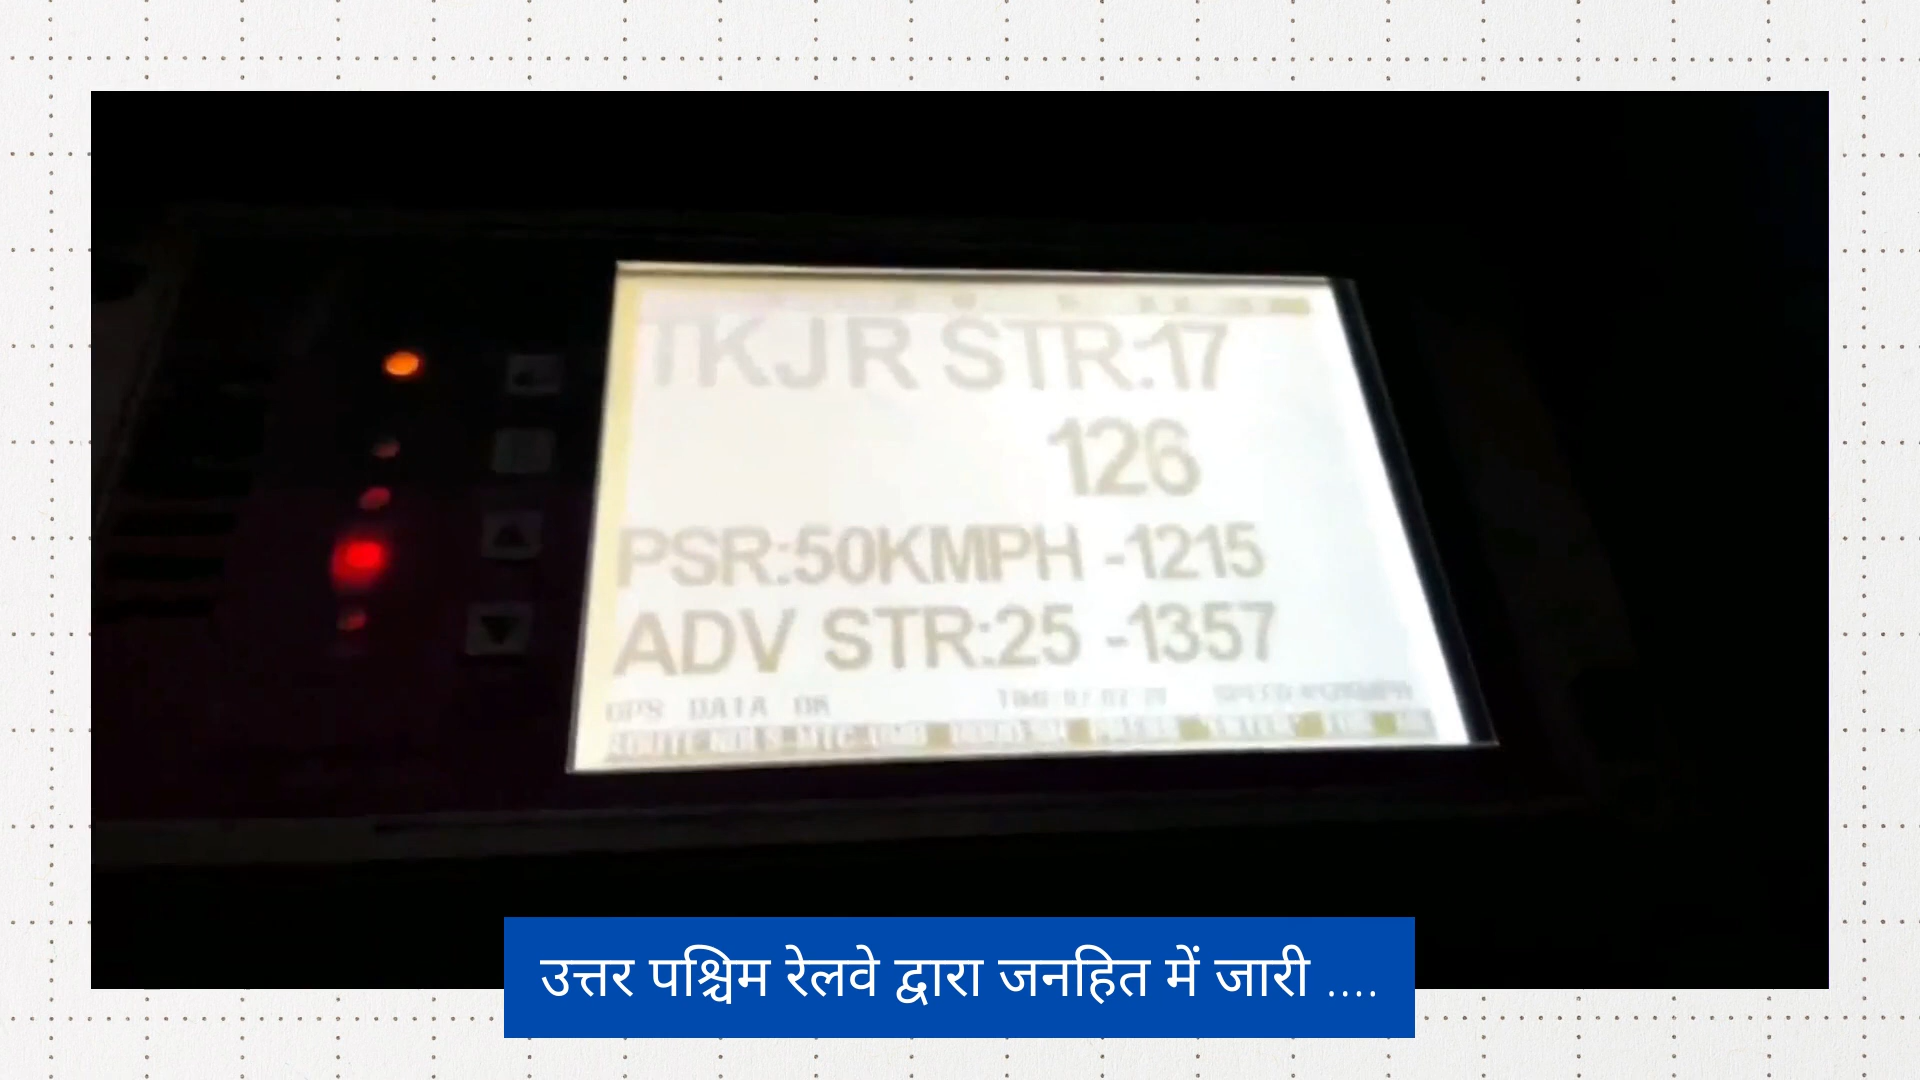 TKJR STR:17
126
PSR:50KMPH -1215
ADV STR:25 -1357
GPS DATA OK
उत्तर पश्चिम रेलवे द्वारा जनहित में जारी ....